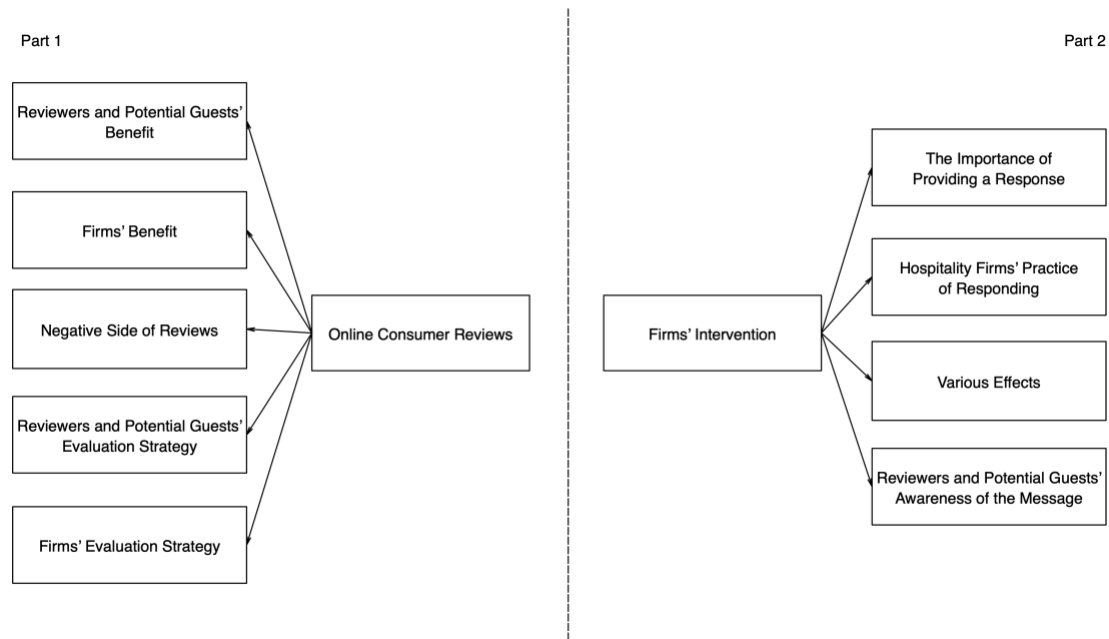 Part 1
Reviewers and Potential Guests’
Benefit
Firms’ Benefit
Negative Side of Reviews
Reviewers and Potential Guests’
Evaluation Strategy
Firms’ Evaluation Strategy
Online Consumer Reviews
Part 2
Firms’ Intervention
The Importance of
Providing a Response
Hospitality Firms’ Practice
of Responding
Various Effects
Reviewers and Potential Guests’
Awareness of the Message